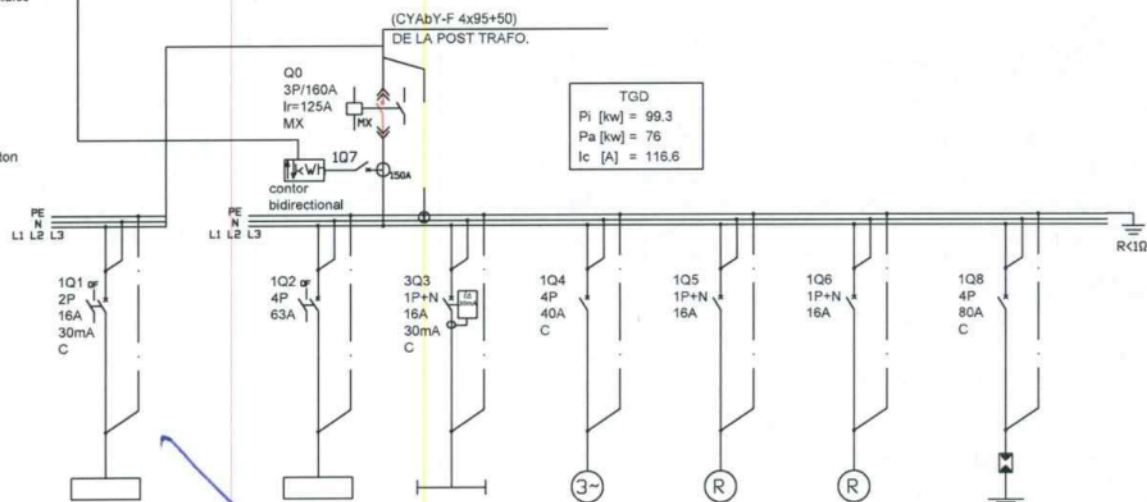 (CYAbY-F 4x95+50)
DE LA POST TRAFO.
Q0
3P/160A
Ir=125A
MX
MX
TGD
Pi [kw] = 99.3
Pa [kw] = 76
Ic [A] = 116.6
ton
kWh
1Q7
150A
contor
bidirectional
PE
N
L1 L2 L3
PE
N
L1 L2 L3
R<1Ω
1Q1 OF
2P
16A
30mA
C
1Q2 OF
4P
63A
3Q3
1P+N
16A
30mA
C
1Q4
4P
40A
C
1Q5
1P+N
16A
1Q6
1P+N
16A
1Q8
4P
80A
C
3~
R
R